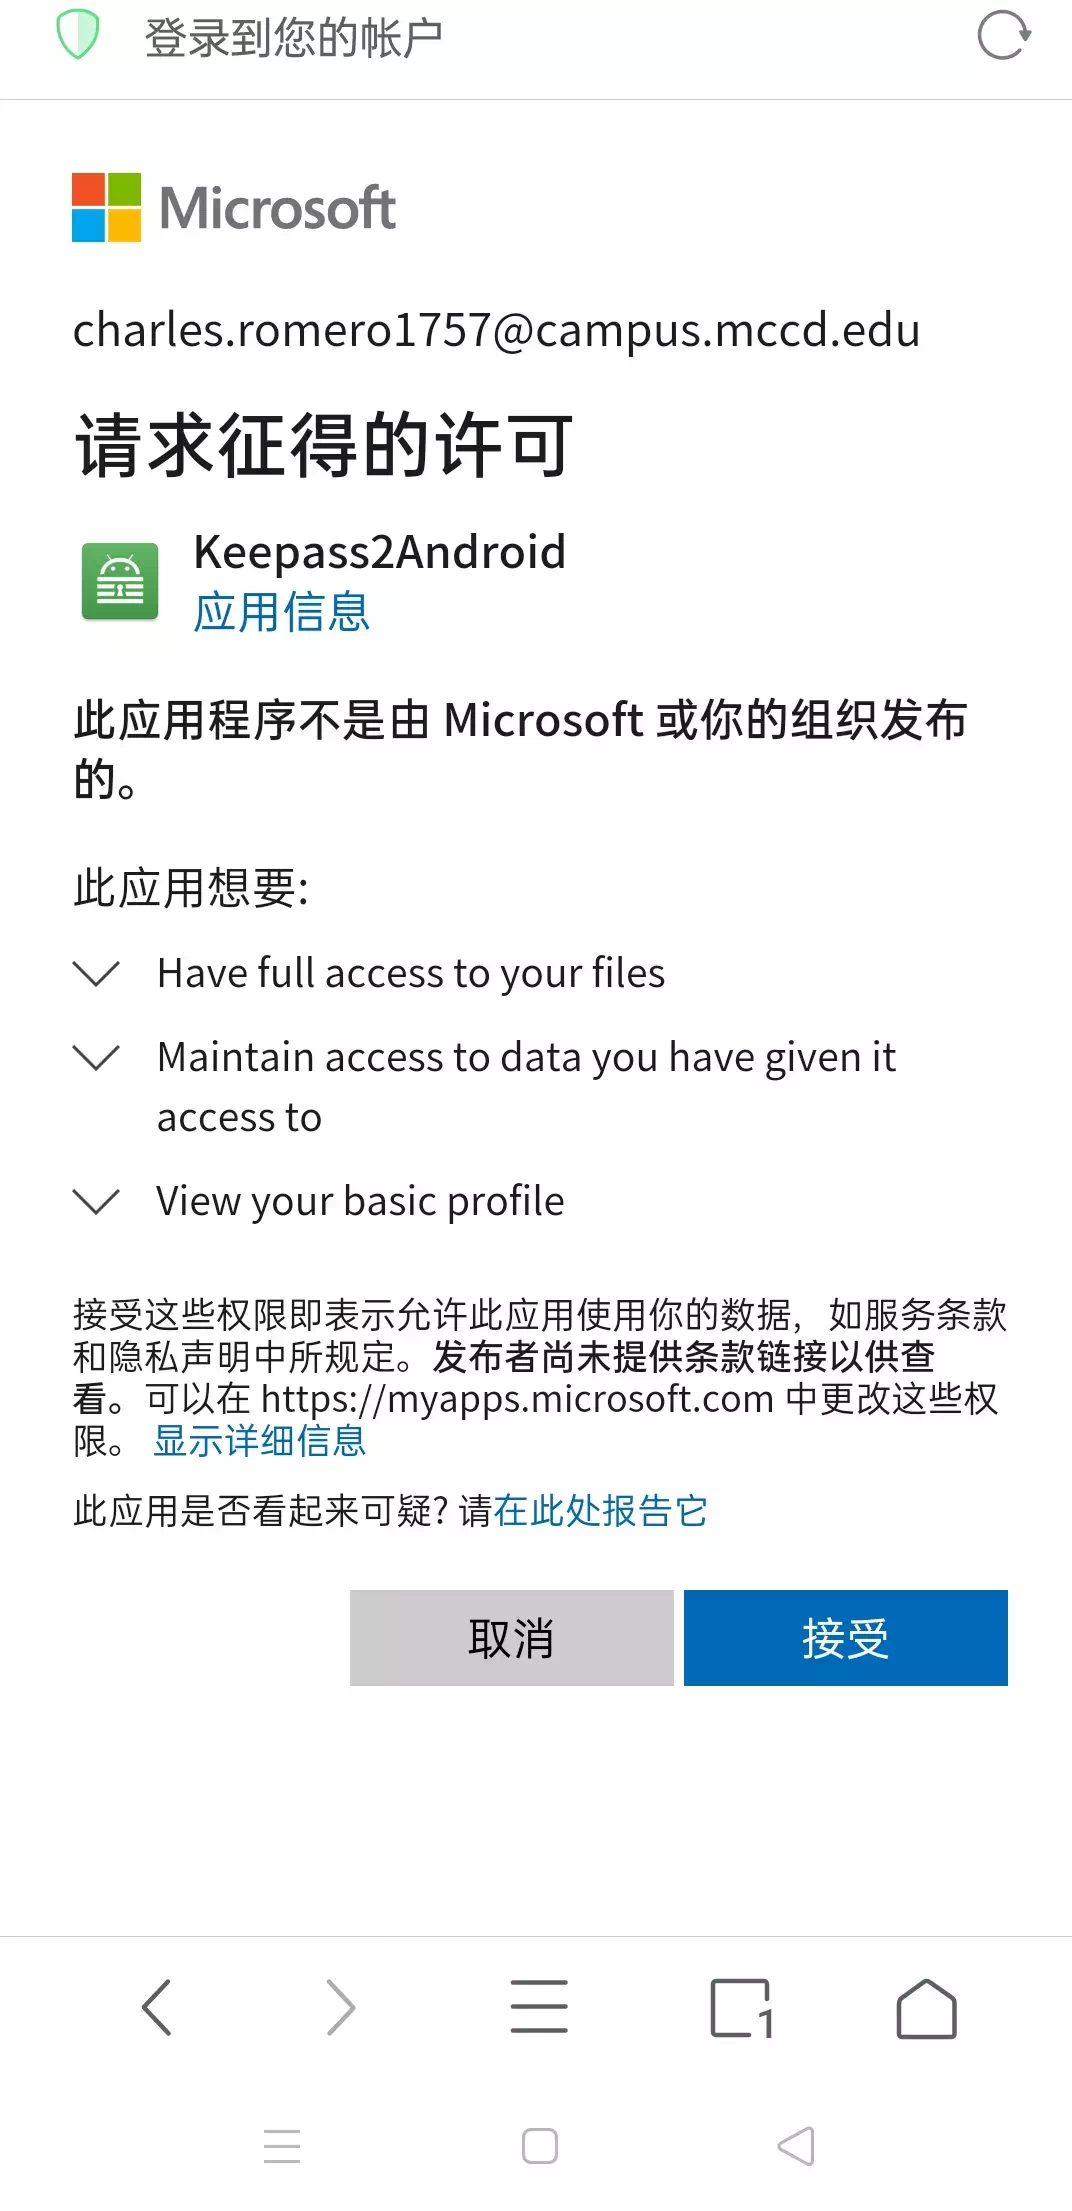 登录到您的帐户
Microsoft
charles.romero1757@campus.mccd.edu
请求征得的许可
Keepass2Android
应用信息
此应用程序不是由 Microsoft 或你的组织发布
的。
此应用想要:
Have full access to your files
Maintain access to data you have given it
access to
View your basic profile
接受这些权限即表示允许此应用使用你的数据，如服务条款
和隐私声明中所规定。发布者尚未提供条款链接以供查
看。可以在 https://myapps.microsoft.com 中更改这些权
限。 显示详细信息
此应用是否看起来可疑? 请在此处报告它
取消
接受
1